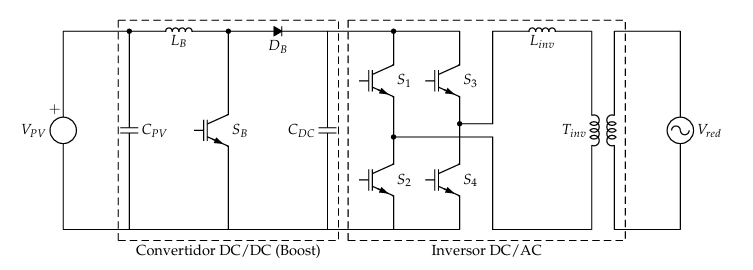 L_B
D_B
L_inv
S_1
S_3
+
V_PV
C_PV
S_B
C_DC
T_inv
V_red
S_2
S_4
Convertidor DC/DC (Boost)
Inversor DC/AC